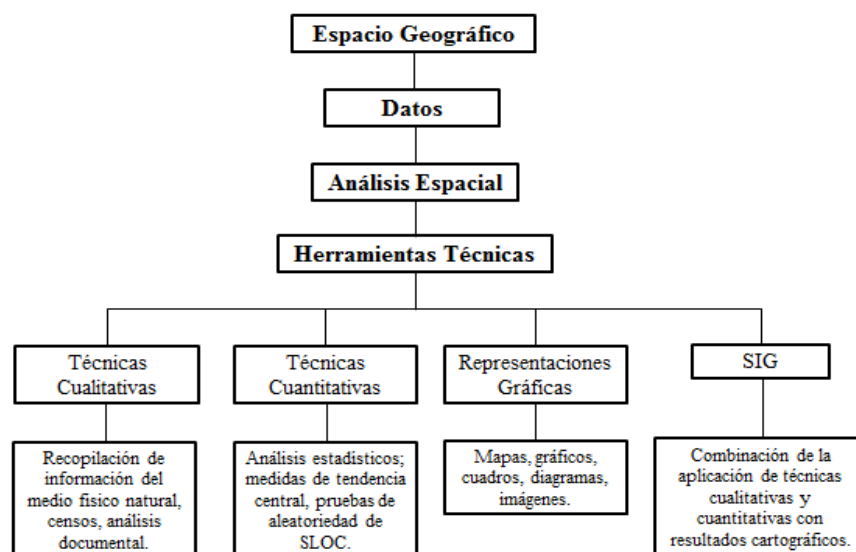 Espacio Geográfico
Datos
Análisis Espacial
Herramientas Técnicas
Técnicas
Cualitativas
Técnicas
Cuantitativas
Representaciones
Gráficas
SIG
Recopilación de
información del
medio fisico natural,
censos, análisis
documental.
Análisis estadísticos;
medidas de tendencia
central, pruebas de
aleatoriedad de
SLOC.
Mapas, gráficos,
cuadros, diagramas,
imágenes.
Combinación de la
aplicación de técnicas
cualitativas y
cuantitativas con
resultados cartográficos.